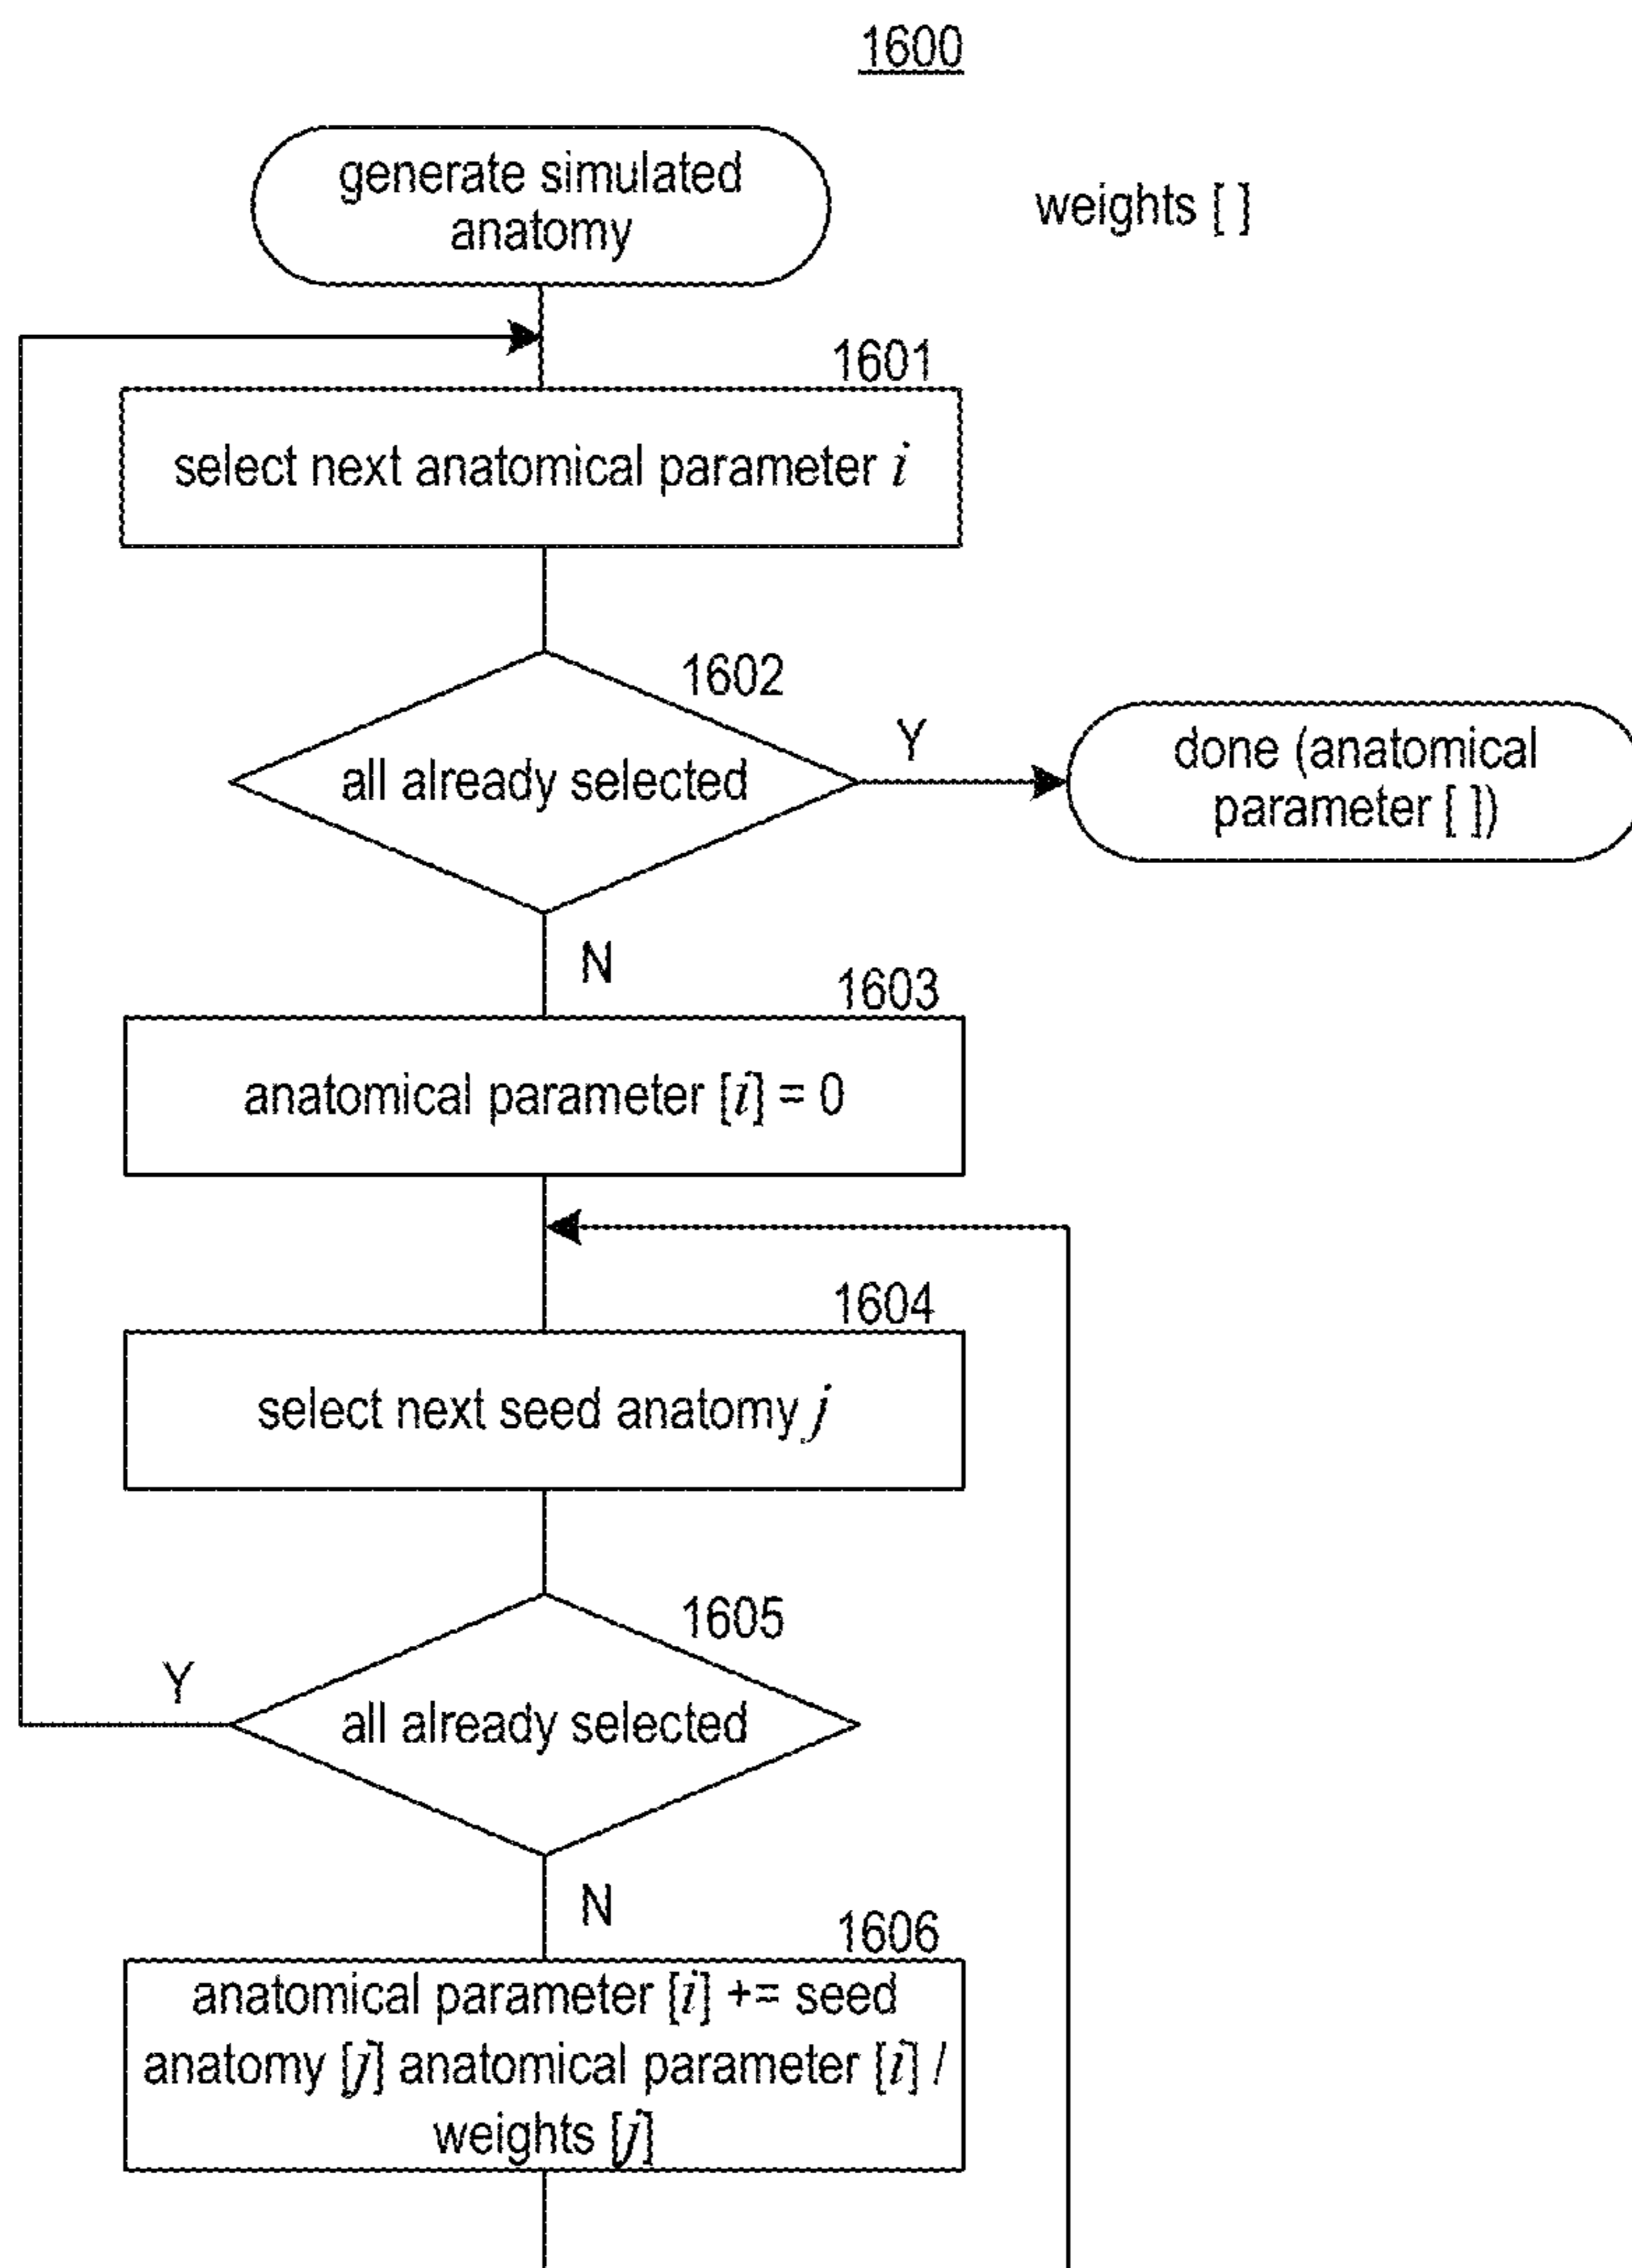 1600
generate simulated
anatomy
weights [ ]
1601
select next anatomical parameter i
1602
all already selected
Y
done (anatomical
parameter [ ])
N
1603
anatomical parameter [i] = 0
1604
select next seed anatomy j
1605
Y
all already selected
N
1606
anatomical parameter [i] += seed
anatomy [j] anatomical parameter [i] /
weights [j]